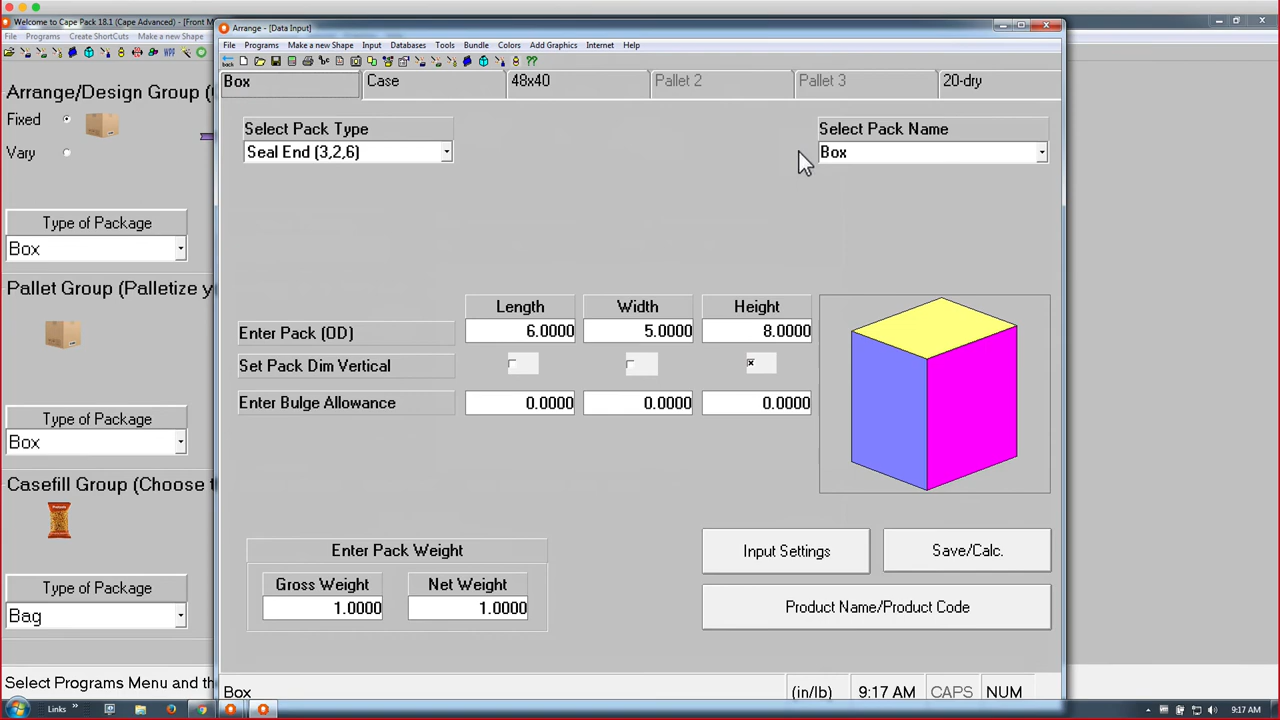 Welcome to Cape Pack 18.1 (Cape Advanced) - [Front M
File Programs Create ShortCuts Make a new Shape
Arrange - [Data Input]
File Programs Make a new Shape Input Databases Tools Bundle Colors Add Graphics Internet Help
Box Case 48x40 Pallet 2 Pallet 3 20-dry
Arrange/Design Group (
Fixed
Vary
Type of Package
Box
Pallet Group (Palletize y
Type of Package
Box
Casefill Group (Choose t
Type of Package
Bag
Select Programs Menu and th
Select Pack Type
Seal End (3,2,6)
Select Pack Name
Box
Length Width Height
Enter Pack (OD) 6.0000 5.0000 8.0000
Set Pack Dim Vertical
Enter Bulge Allowance 0.0000 0.0000 0.0000
Enter Pack Weight
Gross Weight Net Weight
1.0000 1.0000
Input Settings Save/Calc.
Product Name/Product Code
Box (in/lb) 9:17 AM CAPS NUM
Links » 9:17 AM